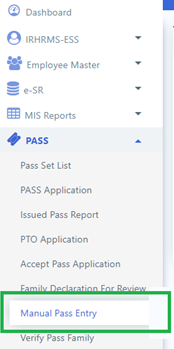 Dashboard
IRHRMS-ESS
Employee Master
e-SR
MIS Reports
PASS
Pass Set List
PASS Application
Issued Pass Report
PTO Application
Accept Pass Application
Family Declaration For Review
Manual Pass Entry
Verify Pass Family